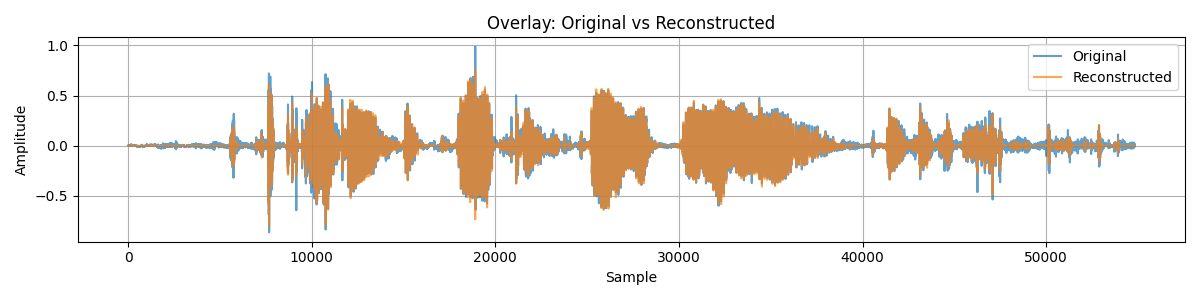 Overlay: Original vs Reconstructed
Amplitude
1.0
0.5
0.0
−0.5
Original
Reconstructed
0 10000 20000 30000 40000 50000
Sample